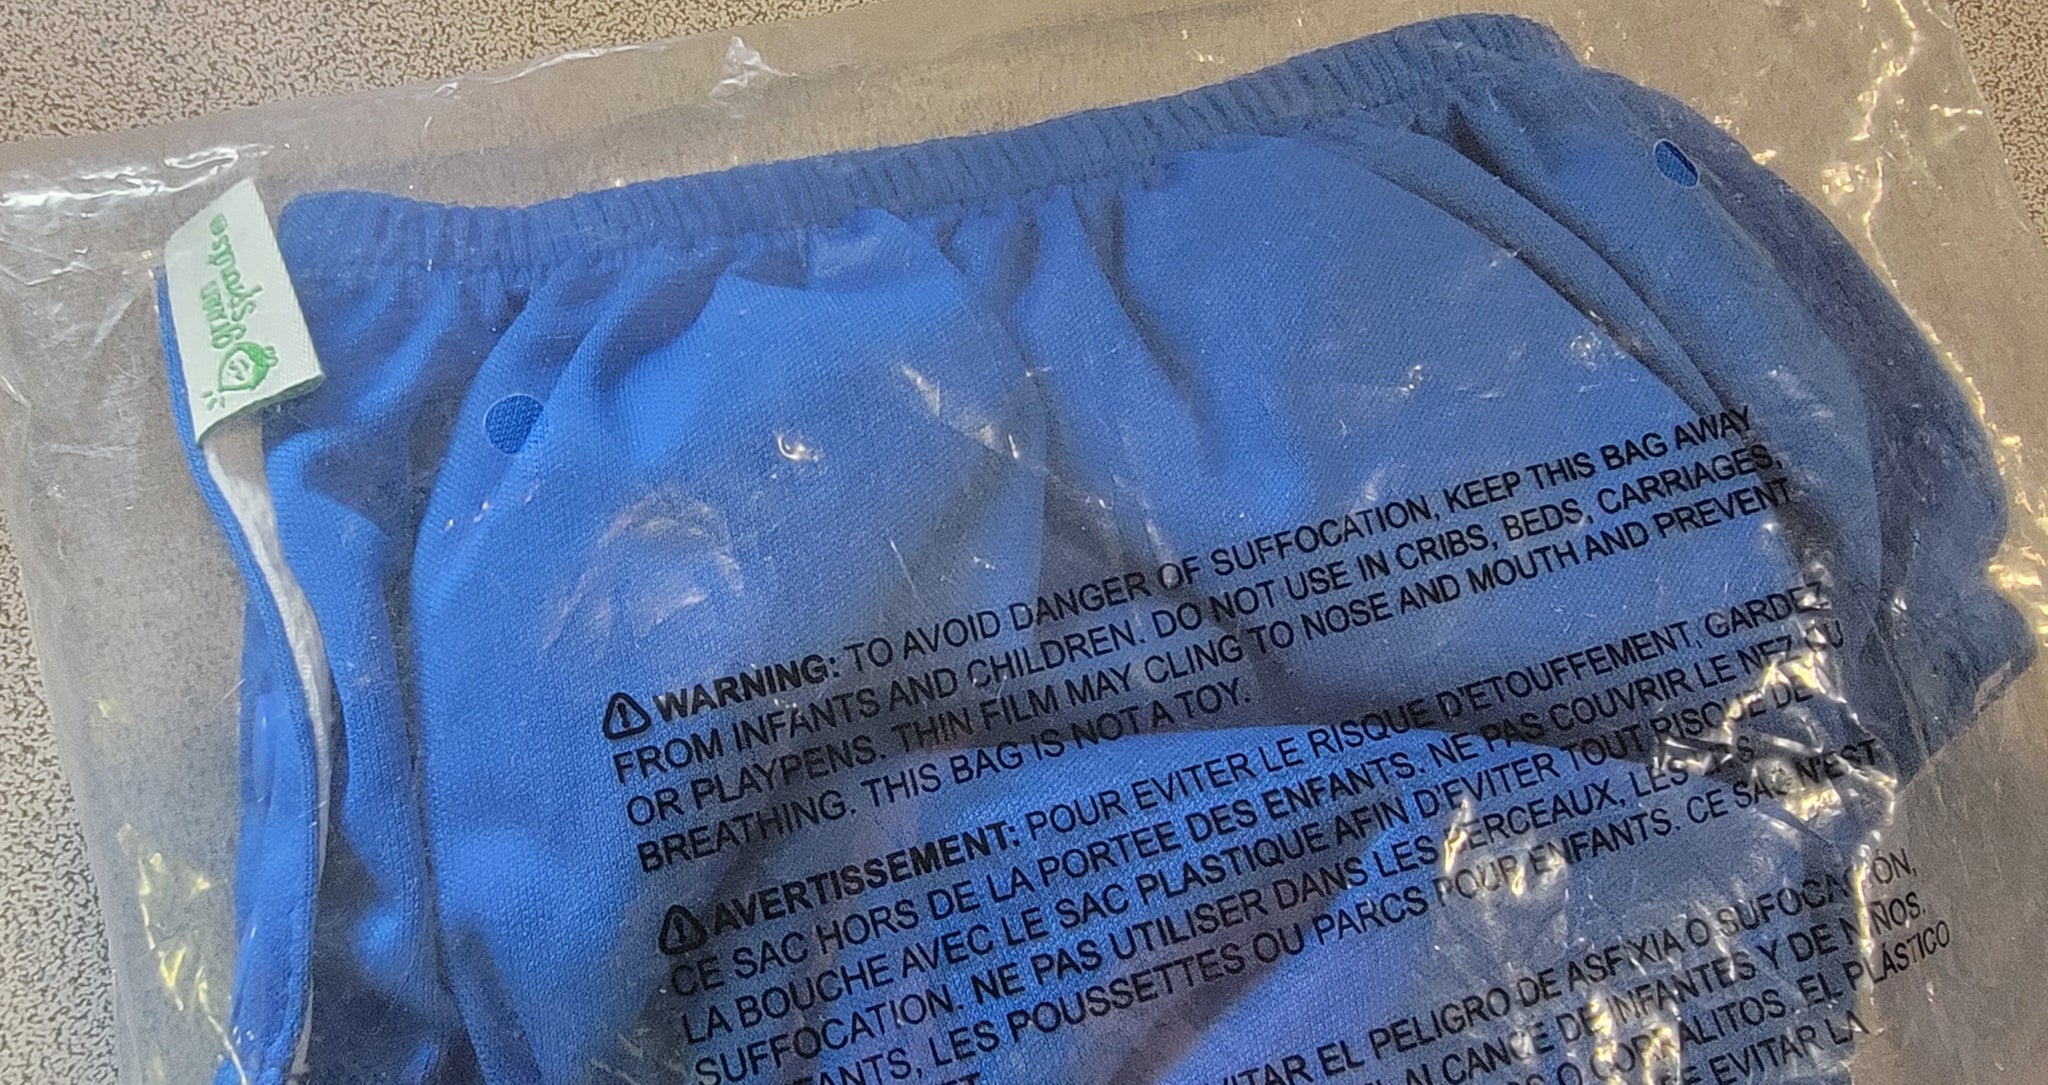 GREEN
Sprouts
WARNING: TO AVOID DANGER OF SUFFOCATION, KEEP THIS BAG AWAY
FROM INFANTS AND CHILDREN. DO NOT USE IN CRIBS, BEDS, CARRIAGES,
OR PLAYPENS. THIN FILM MAY CLING TO NOSE AND MOUTH AND PREVENT
BREATHING. THIS BAG IS NOT A TOY.
AVERTISSEMENT: POUR EVITER LE RISQUE D'ETOUFFEMENT, GARDEZ
CE SAC HORS DE LA PORTEE DES ENFANTS. NE PAS COUVRIR LE NEZ OU
LA BOUCHE AVEC LE SAC PLASTIQUE AFIN D'EVITER TOUT RISQUE DE
SUFFOCATION. NE PAS UTILISER DANS LES BERCEAUX, LES
LES POUSSETTES OU PARCS POUR ENFANTS. CE SAC N'EST
EL PELIGRO DE ASFIXIA O SUFOCACIÓN,
ALCANCE DE INFANTES Y DE NIÑOS.
O CORRALITOS. EL PLÁSTICO
EVITAR LA